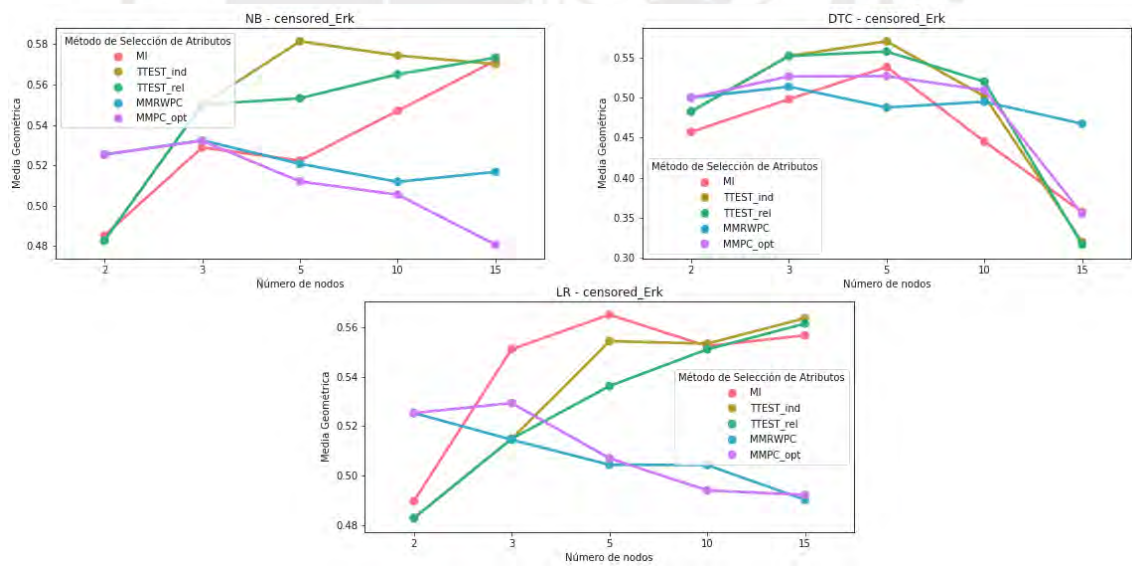 NB - censored_Erk
Media Geométrica
0.58
0.56
0.54
0.52
0.50
0.48
Método de Selección de Atributos
MI
TTEST_ind
TTEST_rel
MMRWPC
MMPC_opt
2 3 5 10 15
Número de nodos
DTC - censored_Erk
Media Geométrica
0.55
0.50
0.45
0.40
0.35
0.30
Método de Selección de Atributos
MI
TTEST_ind
TTEST_rel
MMRWPC
MMPC_opt
2 3 5 10 15
Número de nodos
LR - censored_Erk
Media Geométrica
0.56
0.54
0.52
0.50
0.48
Método de Selección de Atributos
MI
TTEST_ind
TTEST_rel
MMRWPC
MMPC_opt
2 3 5 10 15
Número de nodos